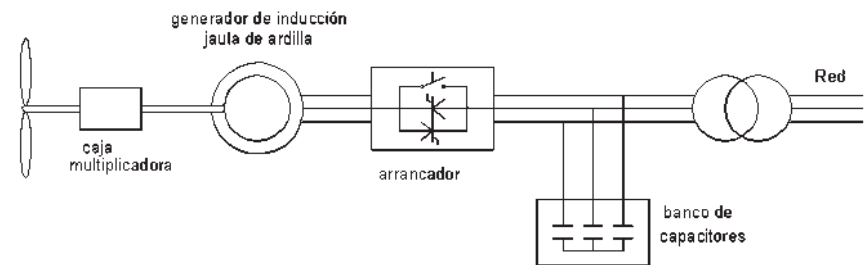 generador de inducción
jaula de ardilla
Red
caja
multiplicadora
arrancador
banco de
capacitores